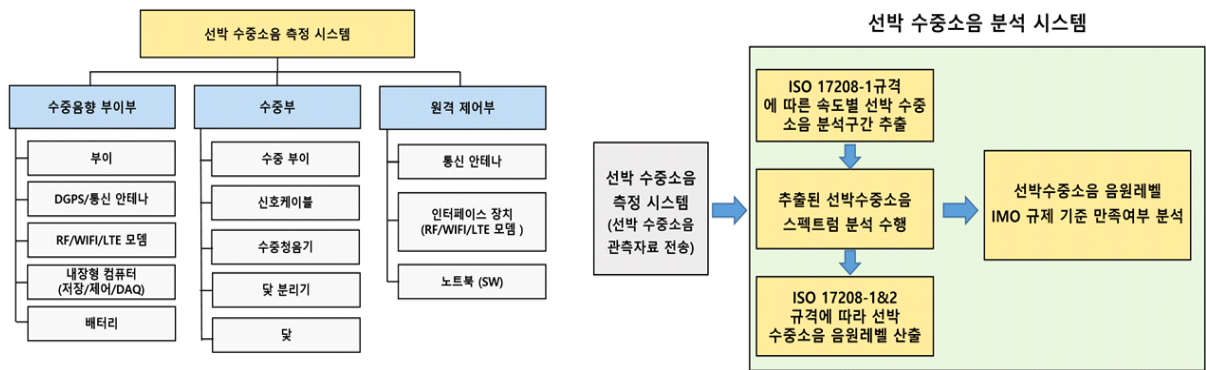 선박 수중소음 측정 시스템
수중음향 부이부
부이
DGPS/통신 안테나
RF/WIFI/LTE 모뎀
내장형 컴퓨터
(저장/제어/DAQ)
배터리
수중부
수중 부이
신호케이블
수중청음기
닻 분리기
닻
원격 제어부
통신 안테나
인터페이스 장치
(RF/WIFI/LTE 모뎀 )
노트북 (SW)
선박 수중소음 분석 시스템
선박 수중소음
측정 시스템
(선박 수중소음
관측자료 전송)
ISO 17208-1규격
에 따른 속도별 선박 수중
소음 분석구간 추출
추출된 선박수중소음
스펙트럼 분석 수행
ISO 17208-1&2
규격에 따라 선박
수중소음 음원레벨 산출
선박수중소음 음원레벨
IMO 규제 기준 만족여부 분석